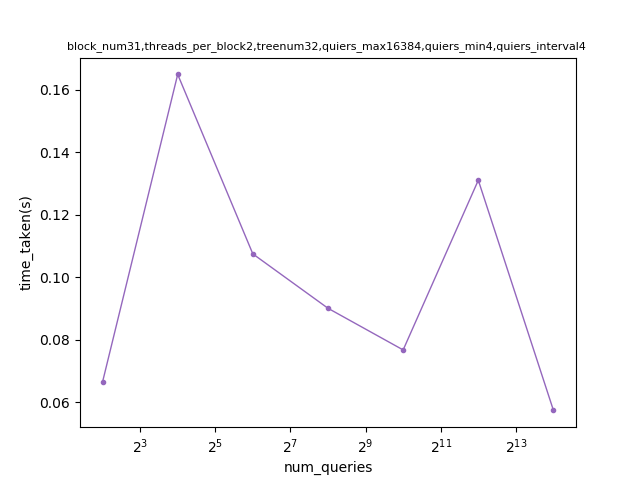 block_num31,threads_per_block2,treenum32,quiers_max16384,quiers_min4,quiers_interval4
0.16
0.14
0.12
0.10
0.08
0.06
time_taken(s)
2^3 2^5 2^7 2^9 2^11 2^13
num_queries